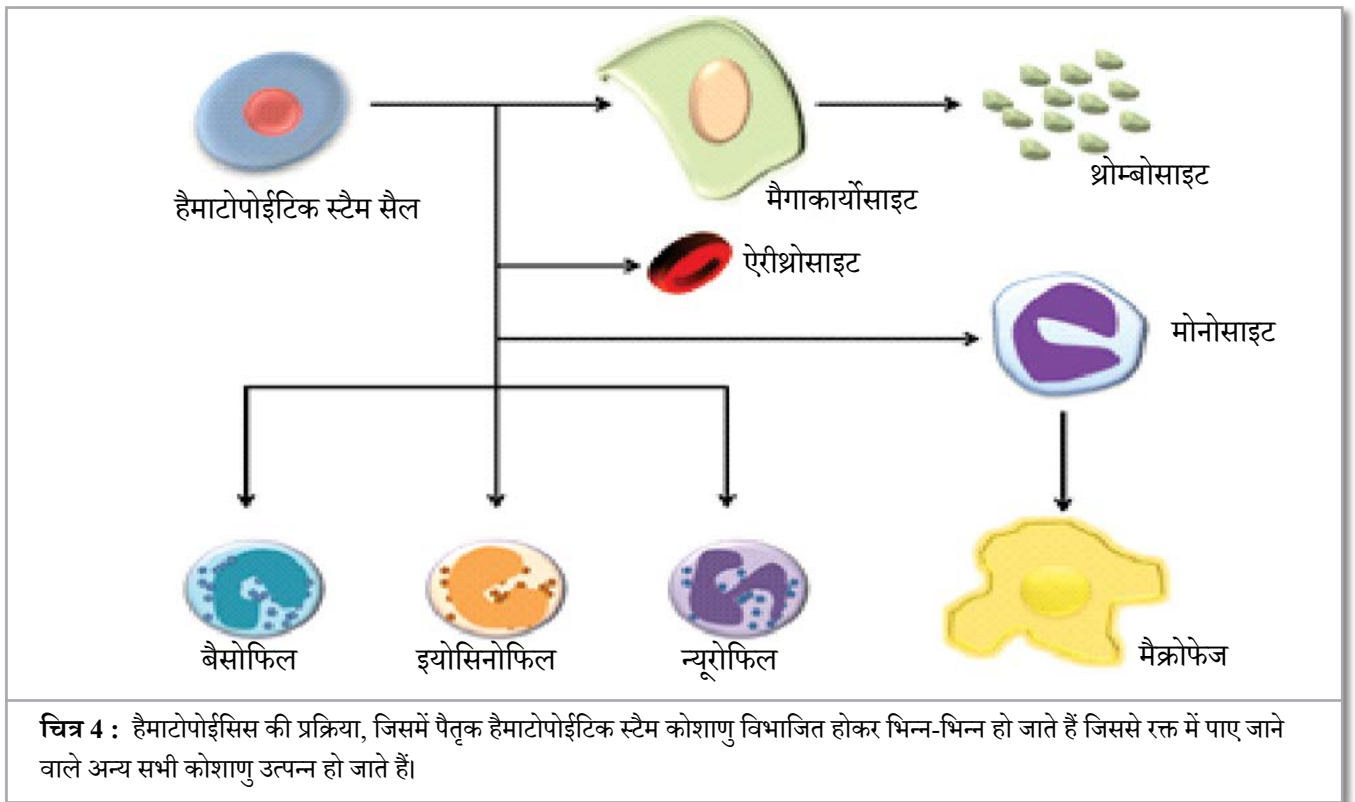 हैमाटोपोईटिक स्टैम सैल
मैगाकार्योसाइट
थ्रोम्बोसाइट
ऐरीथ्रोसाइट
मोनोसाइट
बैसोफिल
इयोसिनोफिल
न्यूरोफिल
मैक्रोफेज
चित्र 4 : हैमाटोपोईसिस की प्रक्रिया, जिसमें पैतृक हैमाटोपोईटिक स्टैम कोशाणु विभाजित होकर भिन्न-भिन्न हो जाते हैं जिससे रक्त में पाए जाने
वाले अन्य सभी कोशाणु उत्पन्न हो जाते हैं।